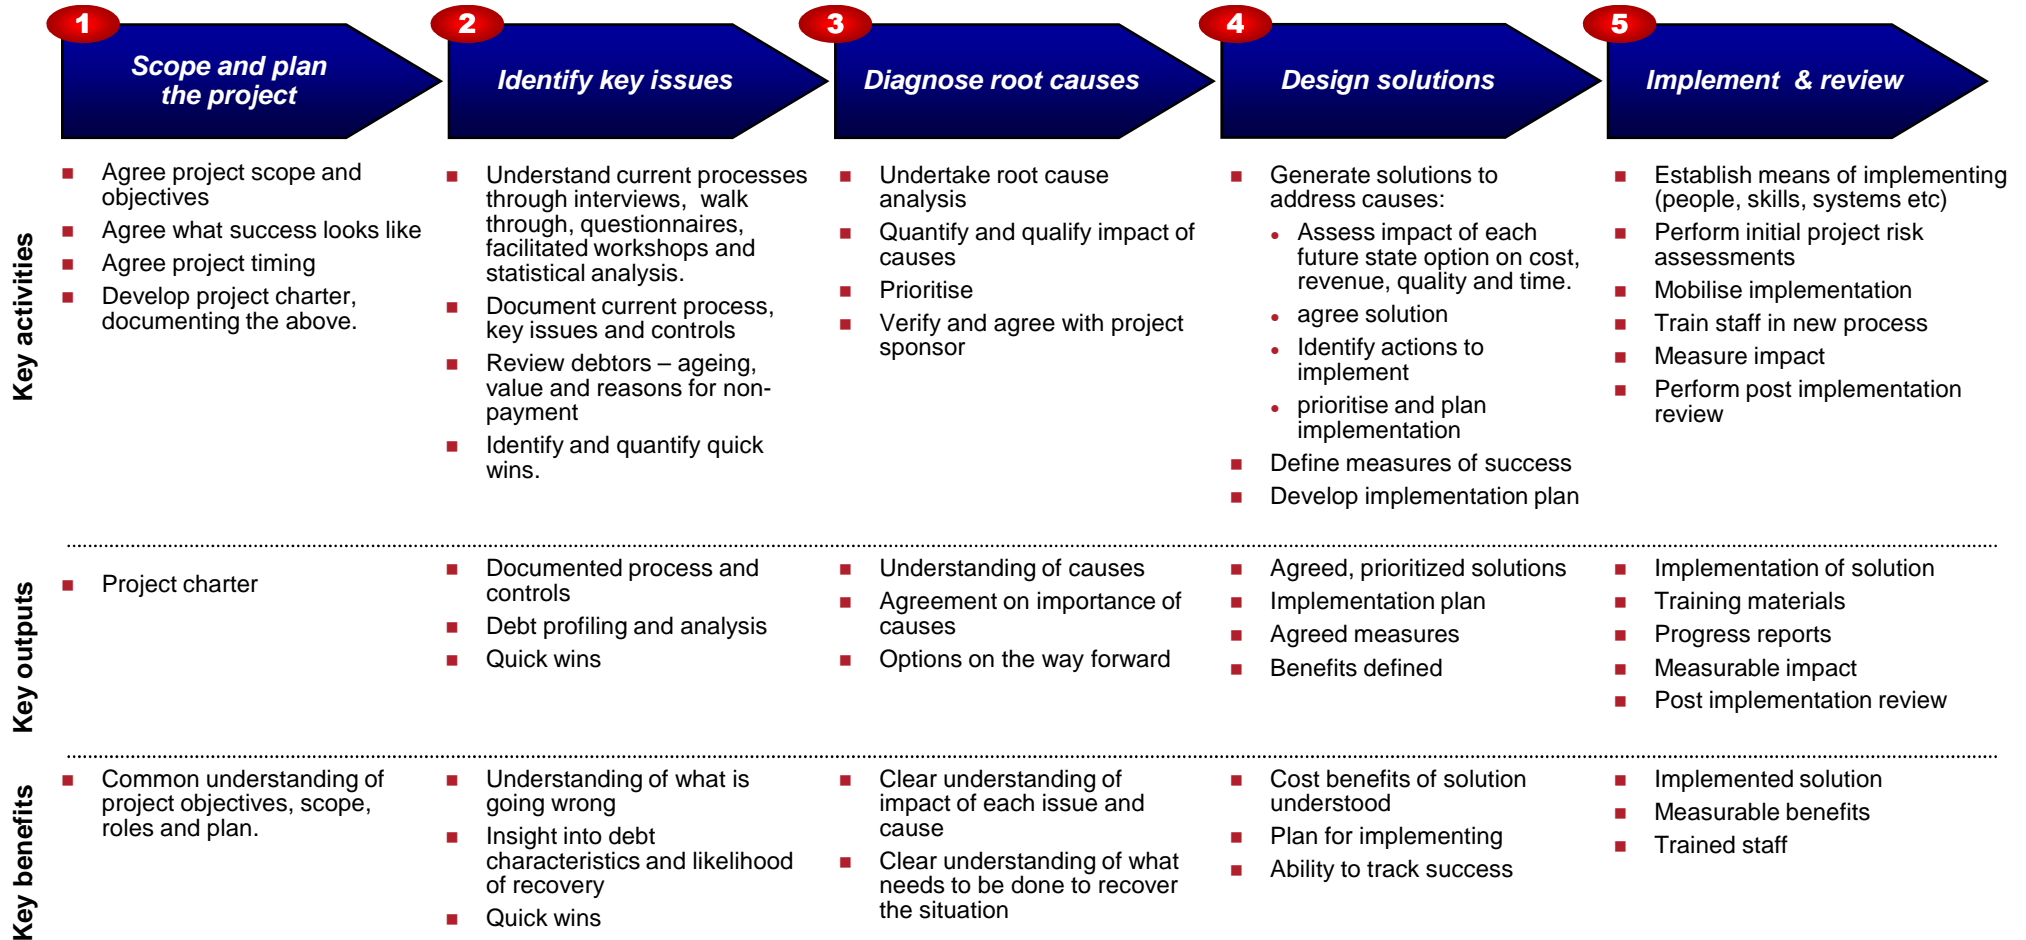 1
Scope and plan
the project
2
Identify key issues
3
Diagnose root causes
4
Design solutions
5
Implement & review
Key activities
Agree project scope and
objectives
Agree what success looks like
Agree project timing
Develop project charter,
documenting the above.
Understand current processes
through interviews, walk
through, questionnaires,
facilitated workshops and
statistical analysis.
Document current process,
key issues and controls
Review debtors – ageing,
value and reasons for non-
payment
Identify and quantify quick
wins.
Undertake root cause
analysis
Quantify and qualify impact of
causes
Prioritise
Verify and agree with project
sponsor
Generate solutions to
address causes:
Assess impact of each
future state option on cost,
revenue, quality and time.
agree solution
Identify actions to
implement
prioritise and plan
implementation
Define measures of success
Develop implementation plan
Establish means of implementing
(people, skills, systems etc)
Perform initial project risk
assessments
Mobilise implementation
Train staff in new process
Measure impact
Perform post implementation
review
Key outputs
Project charter
Documented process and
controls
Debt profiling and analysis
Quick wins
Understanding of causes
Agreement on importance of
causes
Options on the way forward
Agreed, prioritized solutions
Implementation plan
Agreed measures
Benefits defined
Implementation of solution
Training materials
Progress reports
Measurable impact
Post implementation review
Key benefits
Common understanding of
project objectives, scope,
roles and plan.
Understanding of what is
going wrong
Insight into debt
characteristics and likelihood
of recovery
Quick wins
Clear understanding of
impact of each issue and
cause
Clear understanding of what
needs to be done to recover
the situation
Cost benefits of solution
understood
Plan for implementing
Ability to track success
Implemented solution
Measurable benefits
Trained staff